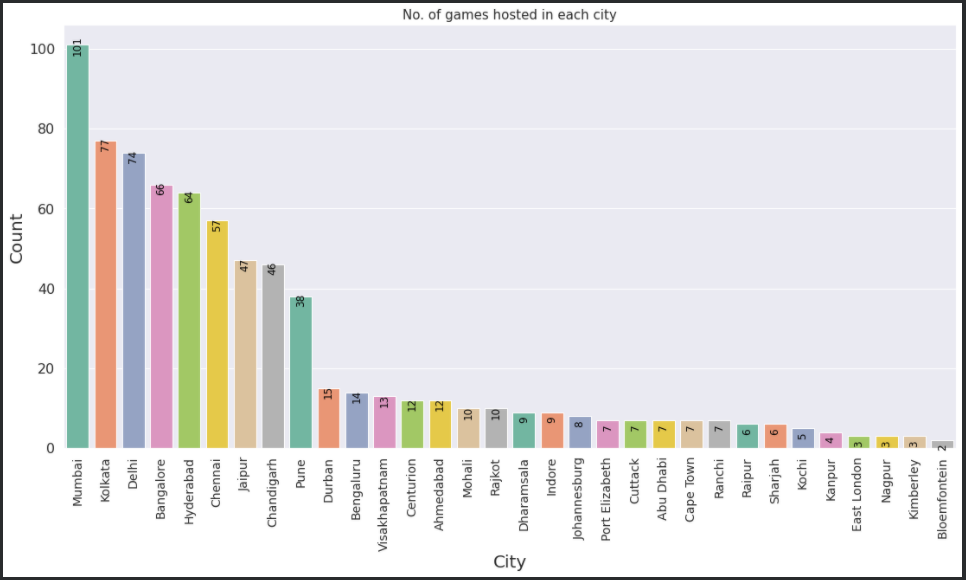 No. of games hosted in each city
Count
100
80
60
40
20
0
101
77
74
66
64
57
47
46
38
15
14
13
12
12
10
10
9
9
8
7
7
7
7
7
6
6
5
4
3
3
3
2
Mumbai
Kolkata
Delhi
Bangalore
Hyderabad
Chennai
Jaipur
Chandigarh
Pune
Durban
Bengaluru
Visakhapatnam
Centurion
Ahmedabad
Mohali
Rajkot
Dharamsala
Indore
Johannesburg
Port Elizabeth
Cuttack
Abu Dhabi
Cape Town
Ranchi
Raipur
Sharjah
Kochi
Kanpur
East London
Nagpur
Kimberley
Bloemfontein
City